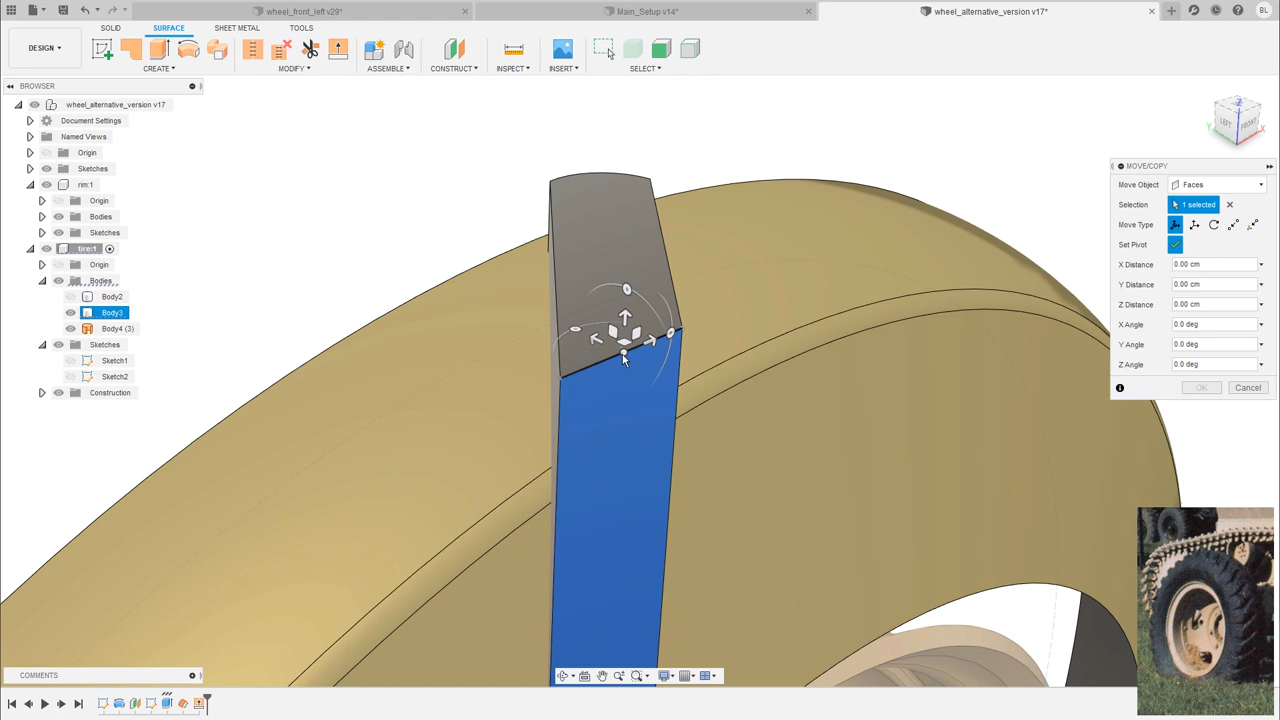 wheel_front_left v29*
Main_Setup v14*
wheel_alternative_version v17*
BL
SOLID
SURFACE
SHEET METAL
TOOLS
DESIGN
CREATE
MODIFY
ASSEMBLE
CONSTRUCT
INSPECT
INSERT
SELECT
BROWSER
wheel_alternative_version v17
Document Settings
Named Views
Origin
Sketches
rim:1
Origin
Bodies
Sketches
tire:1
Origin
Bodies
Body2
Body3
Body4 (3)
Sketches
Sketch1
Sketch2
Construction
Z
LEFT
FRONT
Y
X
MOVE/COPY
Move Object
Faces
Selection
1 selected
Move Type
Set Pivot
X Distance
0.00 cm
Y Distance
0.00 cm
Z Distance
0.00 cm
X Angle
0.0 deg
Y Angle
0.0 deg
Z Angle
0.0 deg
OK
Cancel
COMMENTS